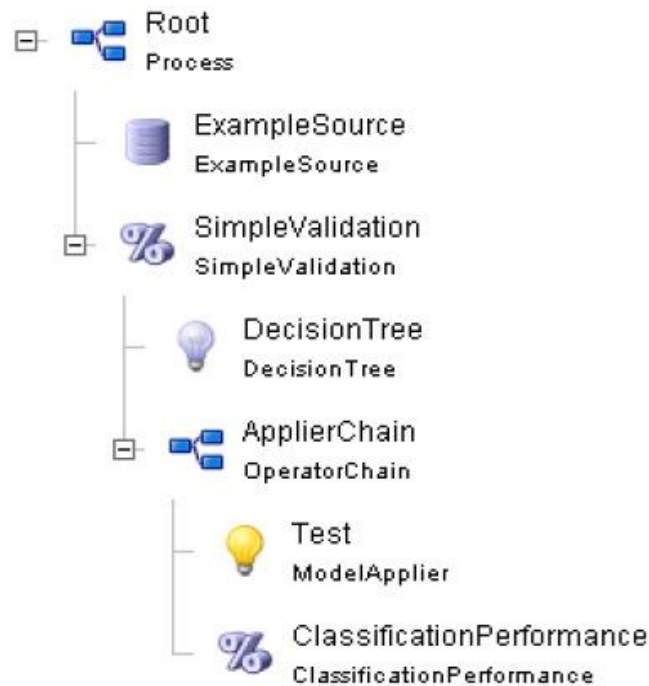 Root
Process
ExampleSource
ExampleSource
SimpleValidation
SimpleValidation
DecisionTree
DecisionTree
ApplierChain
OperatorChain
Test
ModelApplier
ClassificationPerformance
ClassificationPerformance